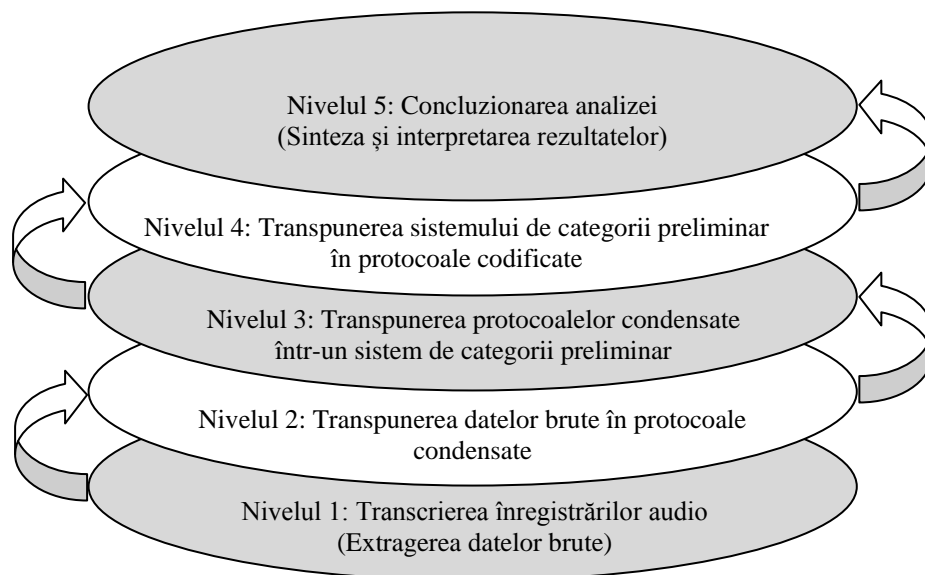 Nivelul 5: Concluzionarea analizei
(Sinteza și interpretarea rezultatelor)
Nivelul 4: Transpunerea sistemului de categorii preliminar
în protocoale codificate
Nivelul 3: Transpunerea protocoalelor condensate
într-un sistem de categorii preliminar
Nivelul 2: Transpunerea datelor brute în protocoale
condensate
Nivelul 1: Transcrierea înregistrărilor audio
(Extragerea datelor brute)